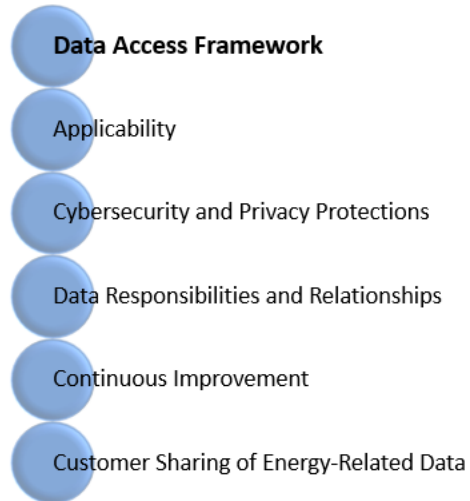 Data Access Framework
Applicability
Cybersecurity and Privacy Protections
Data Responsibilities and Relationships
Continuous Improvement
Customer Sharing of Energy-Related Data